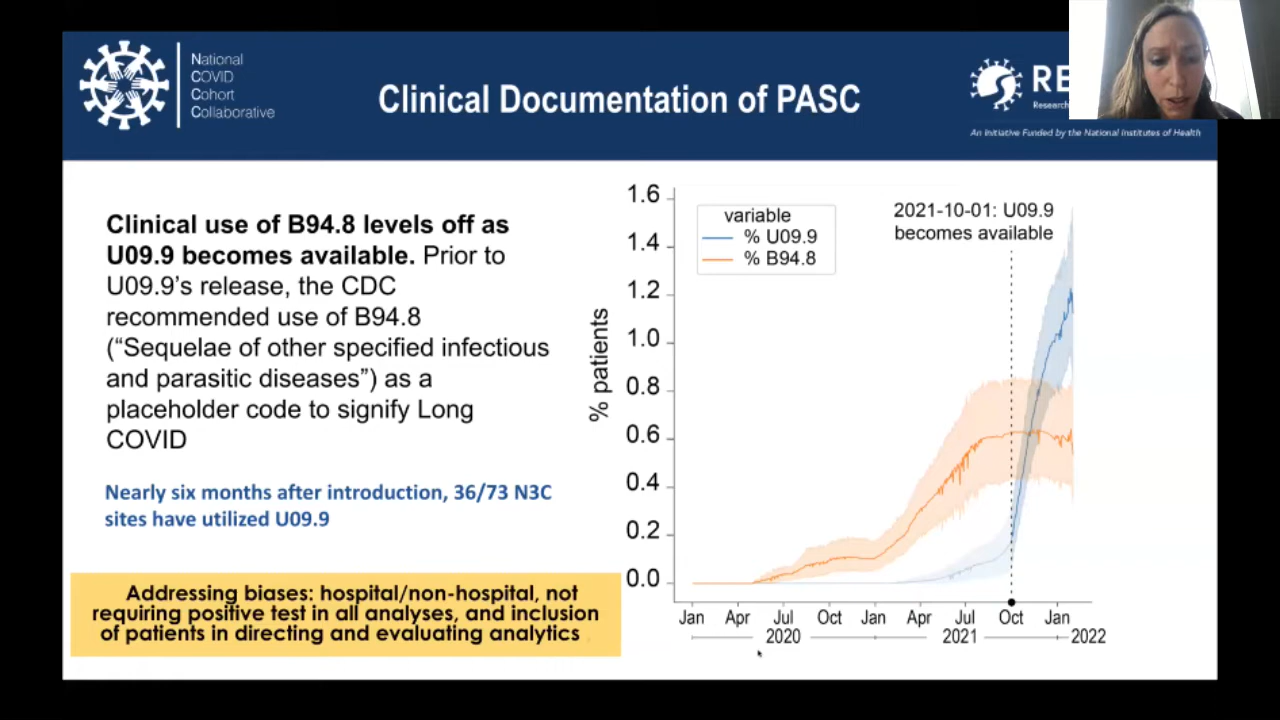 National
COVID
Cohort
Collaborative
Clinical Documentation of PASC
RE
Research
An Initiative Funded by the National Institutes of Health
Clinical use of B94.8 levels off as
U09.9 becomes available. Prior to
U09.9’s release, the CDC
recommended use of B94.8
(“Sequelae of other specified infectious
and parasitic diseases”) as a
placeholder code to signify Long
COVID
Nearly six months after introduction, 36/73 N3C
sites have utilized U09.9
Addressing biases: hospital/non-hospital, not
requiring positive test in all analyses, and inclusion
of patients in directing and evaluating analytics
% patients
1.6
1.4
1.2
1.0
0.8
0.6
0.4
0.2
0.0
variable
% U09.9
% B94.8
2021-10-01: U09.9
becomes available
Jan Apr Jul Oct Jan Apr Jul Oct Jan
2020 2021 2022